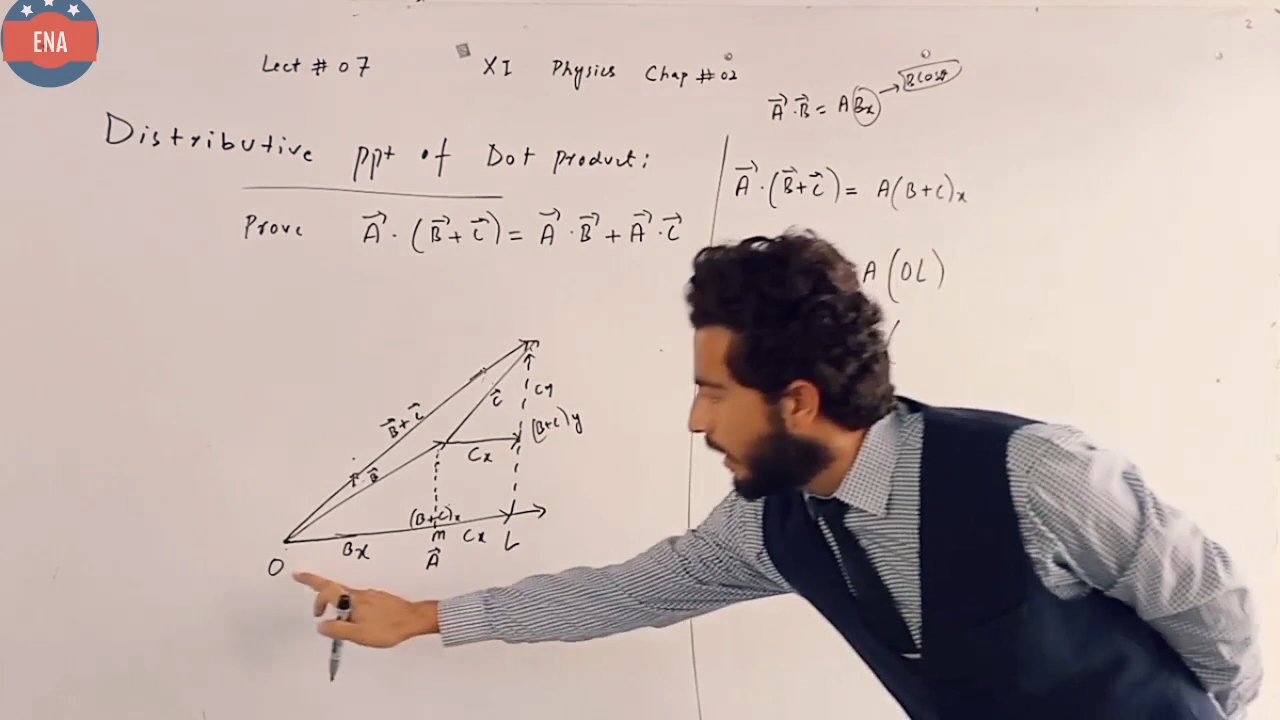 ENA
Lect # 07 XI Physics Chap # 02
Distributive ppt of Dot product:
Prove A⃗ · (B⃗ + C⃗) = A⃗ · B⃗ + A⃗ · C⃗
A⃗ · B⃗ = A Bx → B cosθ
A⃗ · (B⃗ + C⃗) = A(B+C)x
A (OL)
(
B⃗ + C⃗
B⃗
C⃗
Cy
(B+C)y
Cx
(B+C)x
Bx
m
Cx
L
A⃗
O
2